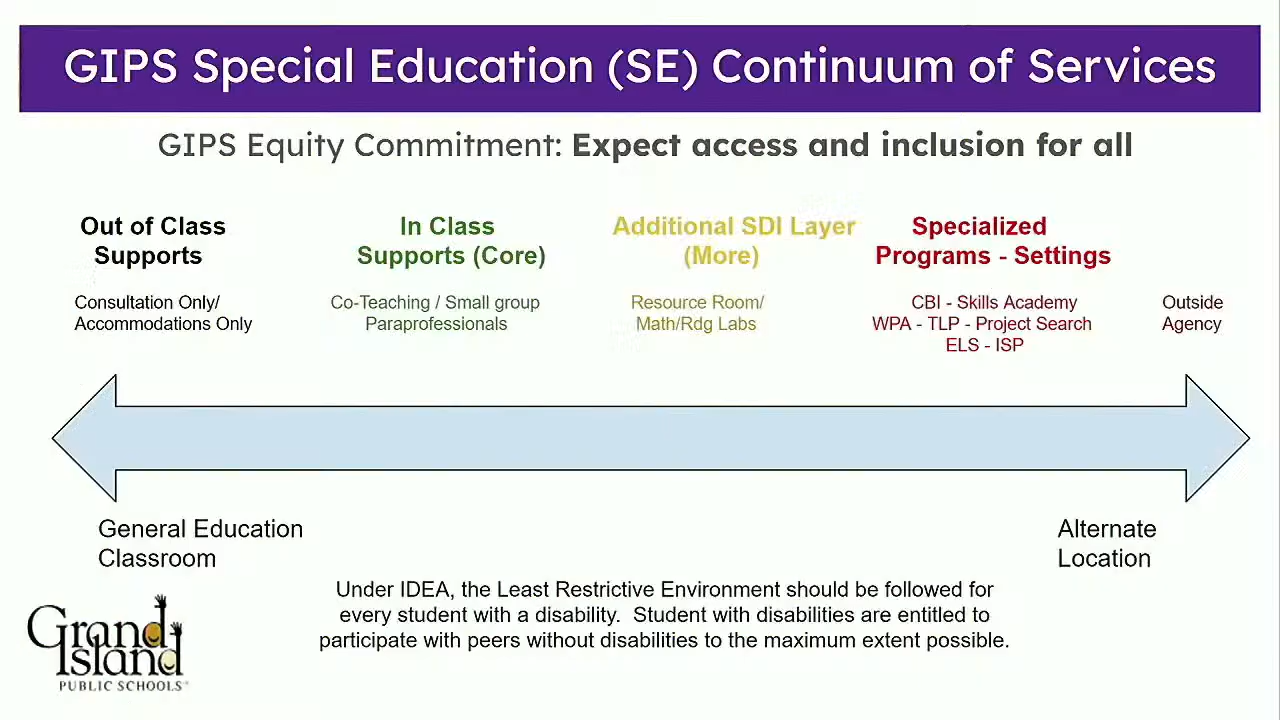 GIPS Special Education (SE) Continuum of Services
GIPS Equity Commitment: Expect access and inclusion for all
Out of Class
Supports
Consultation Only/
Accommodations Only
In Class
Supports (Core)
Co-Teaching / Small group
Paraprofessionals
Additional SDI Layer
(More)
Resource Room/
Math/Rdg Labs
Specialized
Programs - Settings
CBI - Skills Academy
WPA - TLP - Project Search
ELS - ISP
Outside
Agency
General Education
Classroom
Alternate
Location
Under IDEA, the Least Restrictive Environment should be followed for
every student with a disability.  Student with disabilities are entitled to
participate with peers without disabilities to the maximum extent possible.
Grand
Island
PUBLIC SCHOOLS